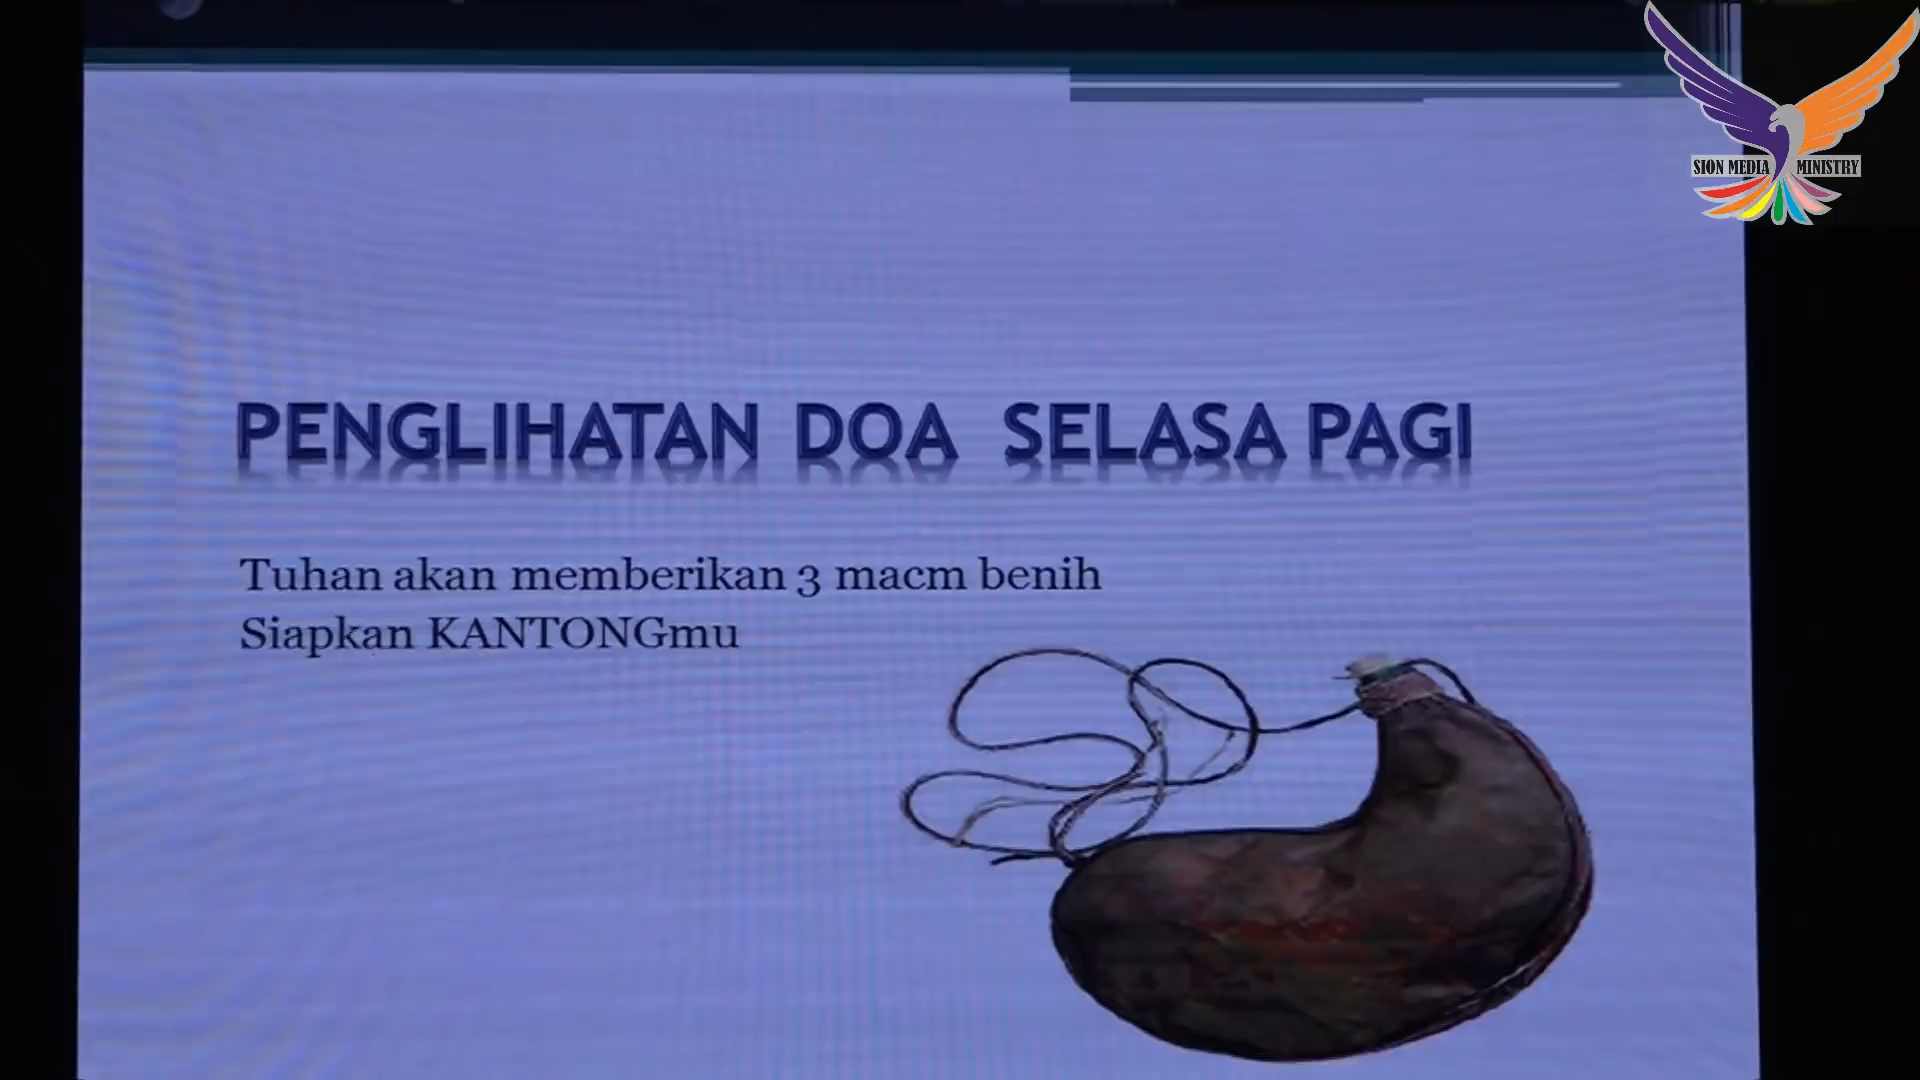 SION MEDIA MINISTRY
PENGLIHATAN DOA SELASA PAGI
Tuhan akan memberikan 3 macm benih
Siapkan KANTONGmu